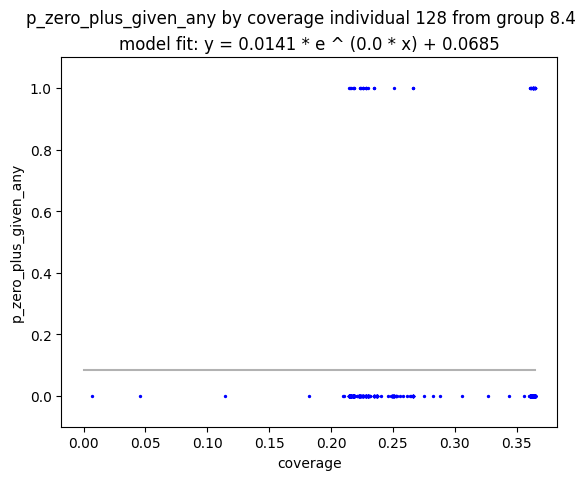 p_zero_plus_given_any by coverage individual 128 from group 8.4
model fit: y = 0.0141 * e ^ (0.0 * x) + 0.0685
1.0
0.8
0.6
0.4
0.2
0.0
p_zero_plus_given_any
0.00 0.05 0.10 0.15 0.20 0.25 0.30 0.35
coverage